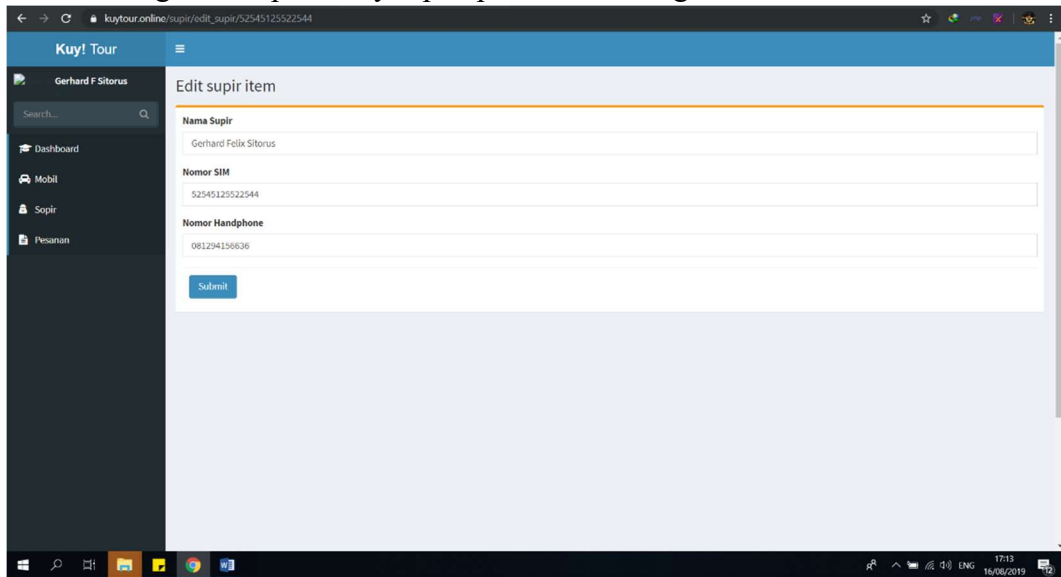 kuytour.online/supir/edit_supir/52545125522544
Kuy! Tour
Gerhard F Sitorus
Edit supir item
Search...
Nama Supir
Gerhard Felix Sitorus
Dashboard
Nomor SIM
Mobil
52545125522544
Sopir
Nomor Handphone
Pesanan
081294156636
Submit
ENG
17:13
16/08/2019
12